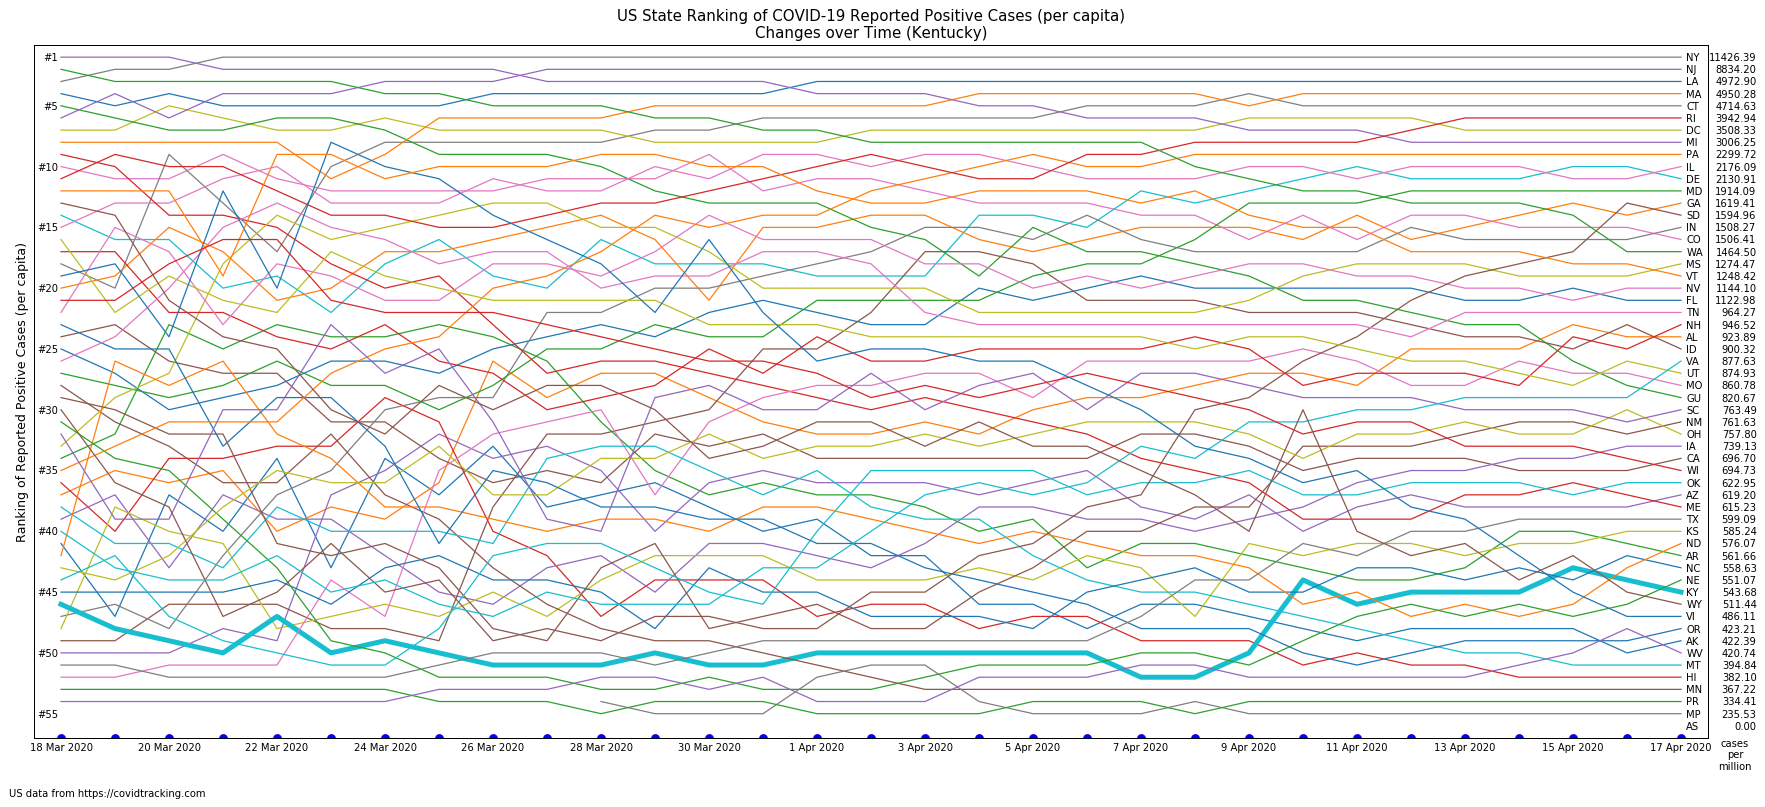 US State Ranking of COVID-19 Reported Positive Cases (per capita)
Changes over Time (Kentucky)
Ranking of Reported Positive Cases (per capita)
#1
#5
#10
#15
#20
#25
#30
#35
#40
#45
#50
#55
NY 11426.39
NJ 8834.20
LA 4972.90
MA 4950.28
CT 4714.63
RI 3942.94
DC 3508.33
MI 3006.25
PA 2299.72
IL 2176.09
DE 2130.91
MD 1914.09
GA 1619.41
SD 1594.96
IN 1508.27
CO 1506.41
WA 1464.50
MS 1274.47
VT 1248.42
NV 1144.10
FL 1122.98
TN 964.27
NH 946.52
AL 923.89
ID 900.32
VA 877.63
UT 874.93
MO 860.78
GU 820.67
SC 763.49
NM 761.63
OH 757.80
IA 739.13
CA 696.70
WI 694.73
OK 622.95
AZ 619.20
ME 615.23
TX 599.09
KS 585.24
ND 576.07
AR 561.66
NC 558.63
NE 551.07
KY 543.68
WY 511.44
VI 486.11
OR 423.21
AK 422.39
WV 420.74
MT 394.84
HI 382.10
MN 367.22
PR 334.41
MP 235.53
AS 0.00
18 Mar 2020
20 Mar 2020
22 Mar 2020
24 Mar 2020
26 Mar 2020
28 Mar 2020
30 Mar 2020
1 Apr 2020
3 Apr 2020
5 Apr 2020
7 Apr 2020
9 Apr 2020
11 Apr 2020
13 Apr 2020
15 Apr 2020
17 Apr 2020
cases
per
million
US data from https://covidtracking.com